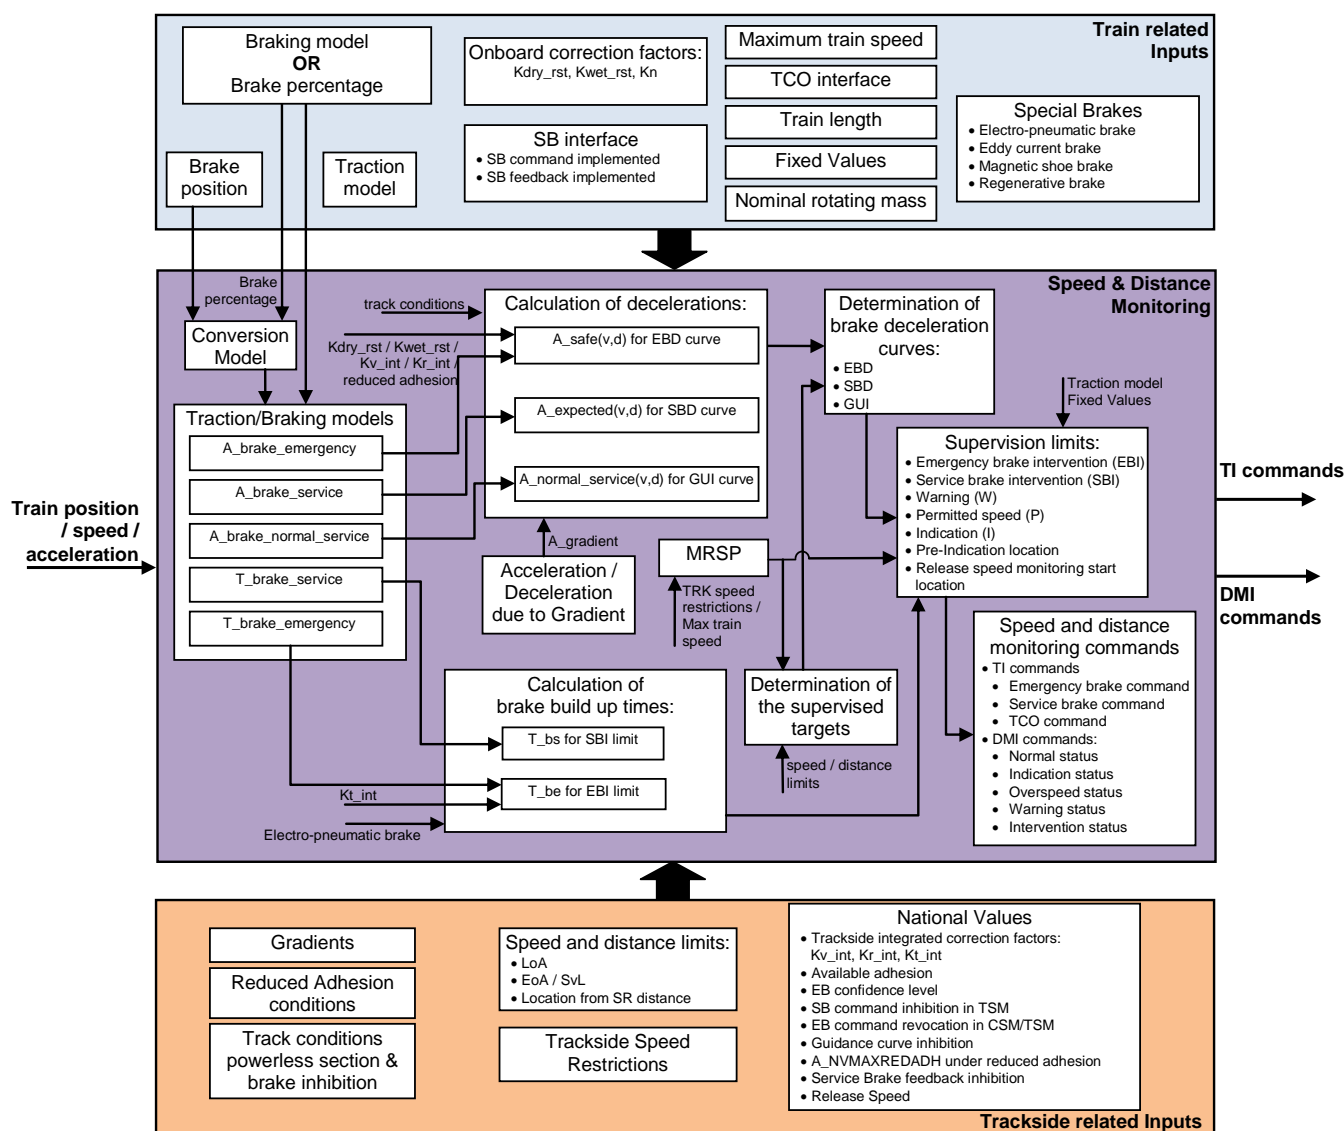 Train related
Inputs
Braking model
OR
Brake percentage
Onboard correction factors:
Kdry_rst, Kwet_rst, Kn
Maximum train speed
TCO interface
Train length
Fixed Values
Nominal rotating mass
Special Brakes
• Electro-pneumatic brake
• Eddy current brake
• Magnetic shoe brake
• Regenerative brake
SB interface
• SB command implemented
• SB feedback implemented
Brake
position
Traction
model
Speed & Distance
Monitoring
Brake
percentage
Conversion
Model
track conditions
Kdry_rst / Kwet_rst /
Kv_int / Kr_int /
reduced adhesion
Calculation of decelerations:
A_safe(v,d) for EBD curve
A_expected(v,d) for SBD curve
A_normal_service(v,d) for GUI curve
Determination of
brake deceleration
curves:
• EBD
• SBD
• GUI
Traction model
Fixed Values
Traction/Braking models
A_brake_emergency
A_brake_service
A_brake_normal_service
T_brake_service
T_brake_emergency
Supervision limits:
• Emergency brake intervention (EBI)
• Service brake intervention (SBI)
• Warning (W)
• Permitted speed (P)
• Indication (I)
• Pre-Indication location
• Release speed monitoring start
location
TI commands
DMI
commands
Train position
/ speed /
acceleration
A_gradient
Acceleration /
Deceleration
due to Gradient
MRSP
TRK speed
restrictions /
Max train
speed
Speed and distance
monitoring commands
• TI commands
• Emergency brake command
• Service brake command
• TCO command
• DMI commands:
• Normal status
• Indication status
• Overspeed status
• Warning status
• Intervention status
Calculation of
brake build up times:
T_bs for SBI limit
T_be for EBI limit
Kt_int
Electro-pneumatic brake
Determination of
the supervised
targets
speed / distance
limits
Gradients
Reduced Adhesion
conditions
Track conditions
powerless section &
brake inhibition
Speed and distance limits:
• LoA
• EoA / SvL
• Location from SR distance
Trackside Speed
Restrictions
National Values
• Trackside integrated correction factors:
Kv_int, Kr_int, Kt_int
• Available adhesion
• EB confidence level
• SB command inhibition in TSM
• EB command revocation in CSM/TSM
• Guidance curve inhibition
• A_NVMAXREDADH under reduced adhesion
• Service Brake feedback inhibition
• Release Speed
Trackside related Inputs